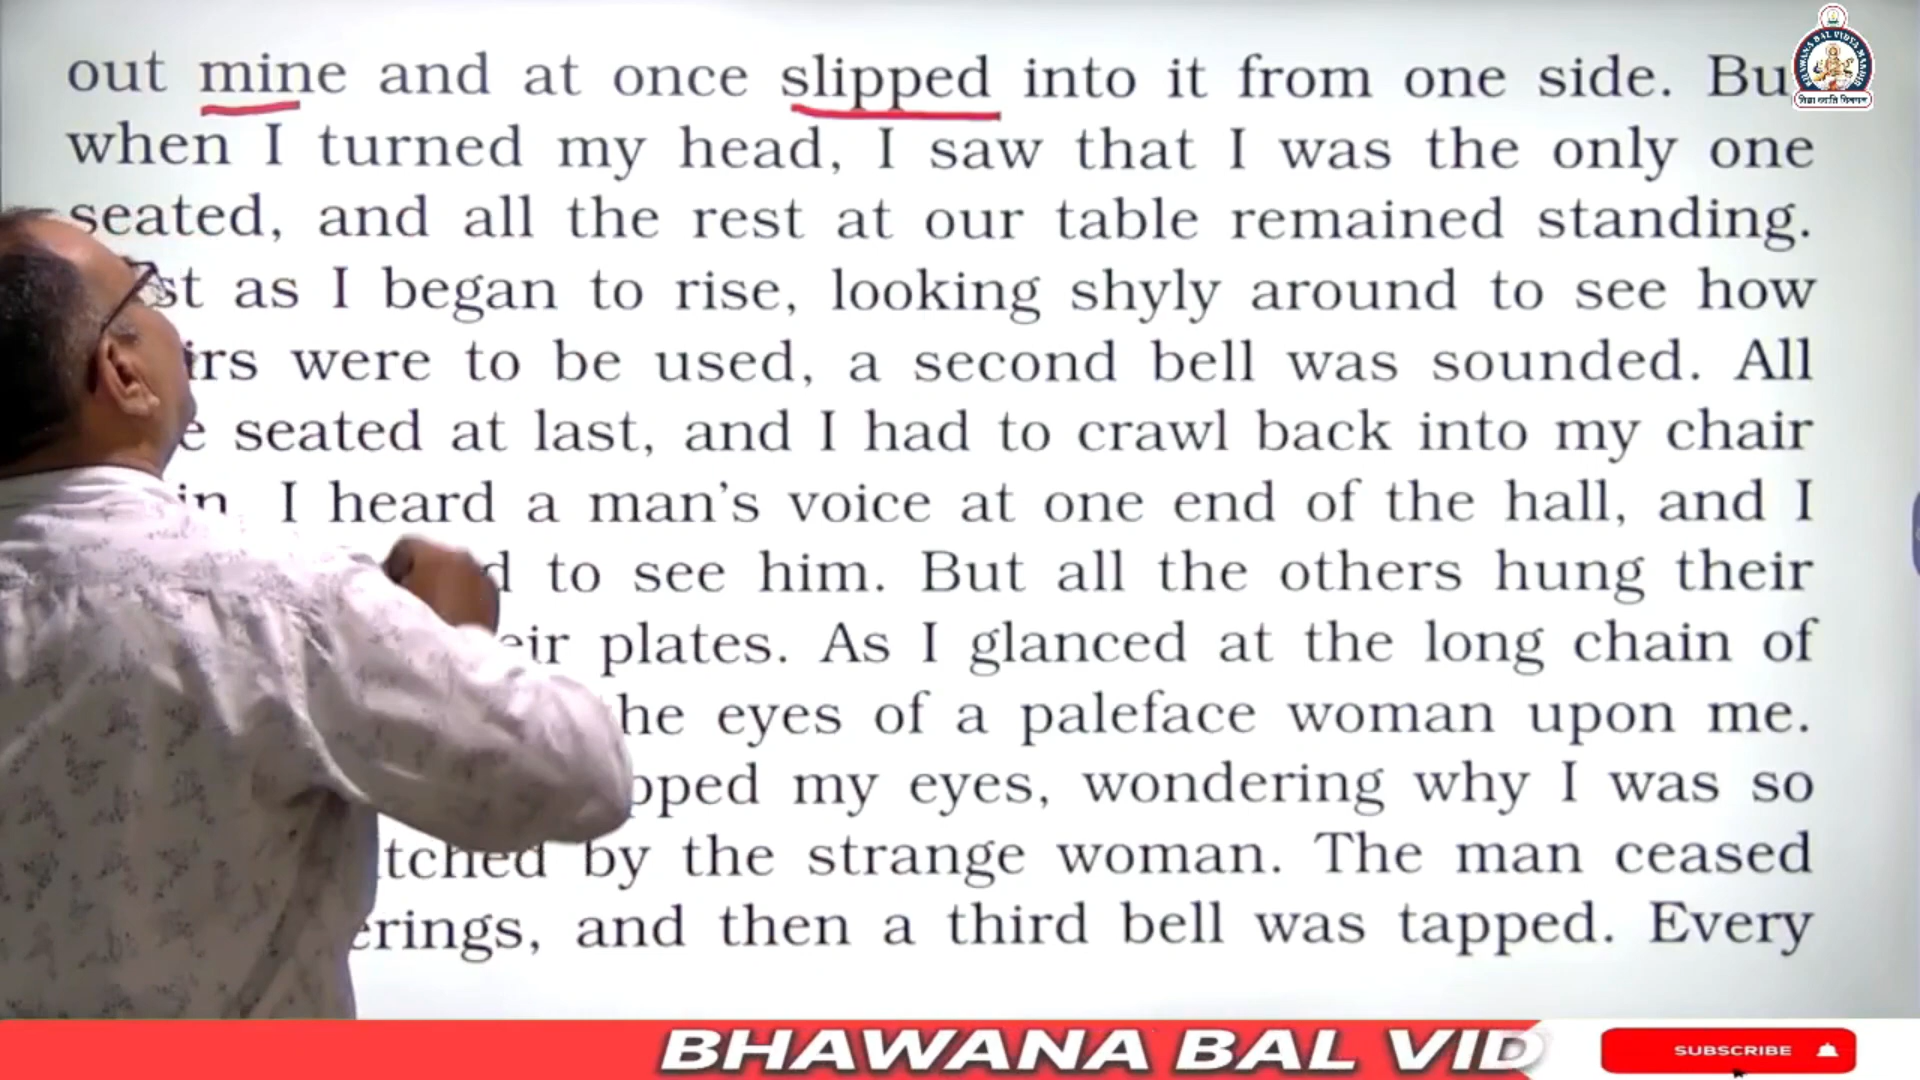 out mine and at once slipped into it from one side. Bu
when I turned my head, I saw that I was the only one
seated, and all the rest at our table remained standing.
st as I began to rise, looking shyly around to see how
irs were to be used, a second bell was sounded. All
e seated at last, and I had to crawl back into my chair
in. I heard a man's voice at one end of the hall, and I
d to see him. But all the others hung their
eir plates. As I glanced at the long chain of
he eyes of a paleface woman upon me.
pped my eyes, wondering why I was so
tched by the strange woman. The man ceased
erings, and then a third bell was tapped. Every
BHAWANA BAL VID
SUBSCRIBE